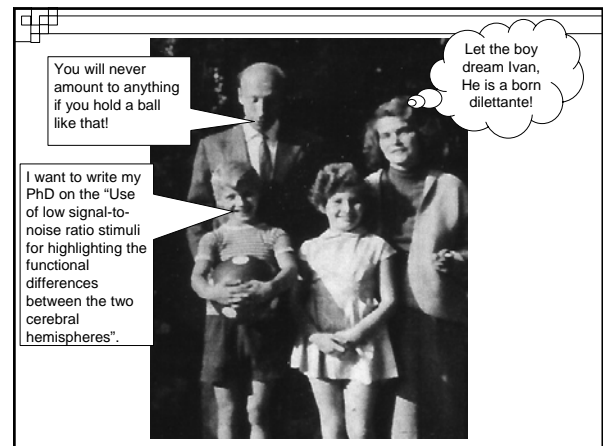 You will never
amount to anything
if you hold a ball
like that!
Let the boy
dream Ivan,
He is a born
dilettante!
I want to write my
PhD on the “Use
of low signal-to-
noise ratio stimuli
for highlighting the
functional
differences
between the two
cerebral
hemispheres”.